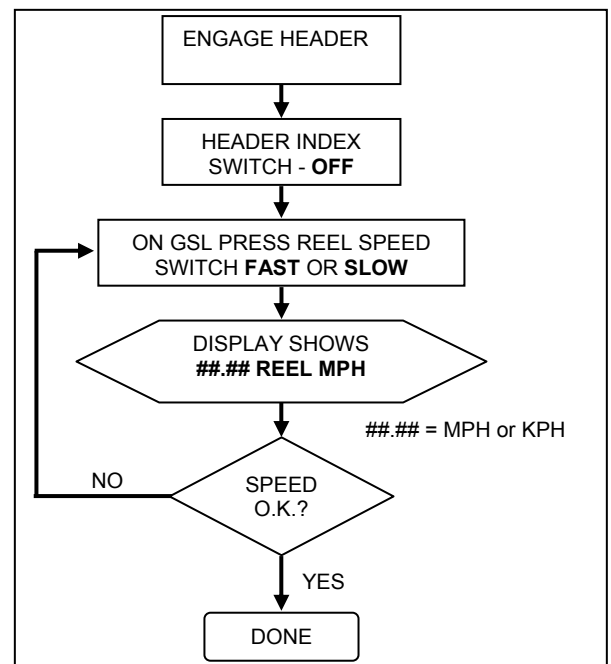 ENGAGE HEADER
HEADER INDEX
SWITCH - OFF
ON GSL PRESS REEL SPEED
SWITCH FAST OR SLOW
DISPLAY SHOWS
##.## REEL MPH
##.## = MPH or KPH
NO
SPEED
O.K.?
YES
DONE